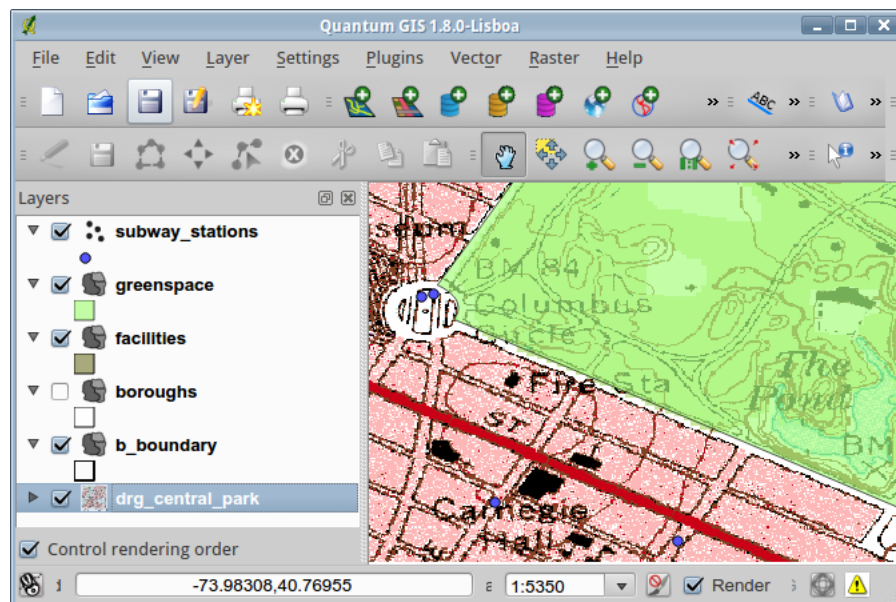 Quantum GIS 1.8.0-Lisboa
File Edit View Layer Settings Plugins Vector Raster Help
ABC
Layers
subway_stations
greenspace
facilities
boroughs
b_boundary
drg_central_park
Control rendering order
BM 84
Columbus
Circle
Fire Sta
The
Pond
BM
ST
Carnegie
Hall
-73.98308,40.76955
1:5350
Render